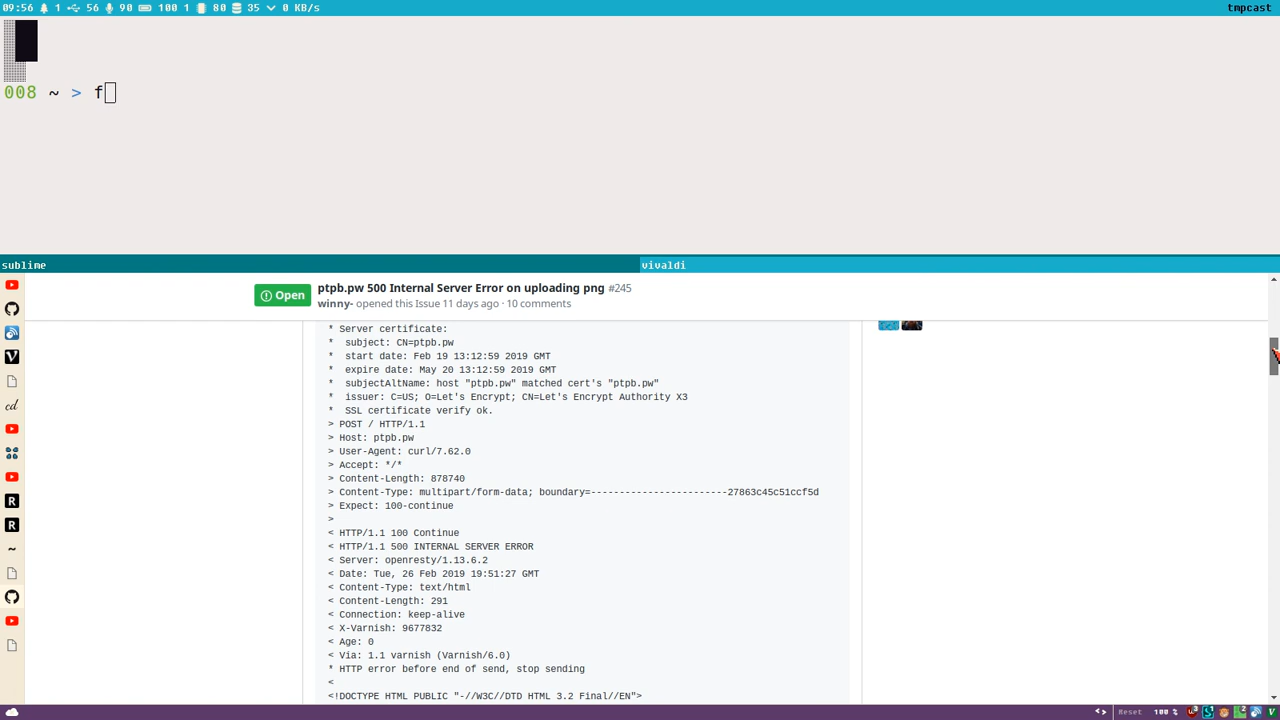 09:56 1 56 90 100 1 80 35 0 KB/s tmpcast
008 ~ > f
sublime vivaldi
Open ptpb.pw 500 Internal Server Error on uploading png #245
winny- opened this Issue 11 days ago · 10 comments
* Server certificate:
*  subject: CN=ptpb.pw
*  start date: Feb 19 13:12:59 2019 GMT
*  expire date: May 20 13:12:59 2019 GMT
*  subjectAltName: host "ptpb.pw" matched cert's "ptpb.pw"
*  issuer: C=US; O=Let's Encrypt; CN=Let's Encrypt Authority X3
*  SSL certificate verify ok.
> POST / HTTP/1.1
> Host: ptpb.pw
> User-Agent: curl/7.62.0
> Accept: */*
> Content-Length: 878740
> Content-Type: multipart/form-data; boundary=------------------------27863c45c51ccf5d
> Expect: 100-continue
>
< HTTP/1.1 100 Continue
< HTTP/1.1 500 INTERNAL SERVER ERROR
< Server: openresty/1.13.6.2
< Date: Tue, 26 Feb 2019 19:51:27 GMT
< Content-Type: text/html
< Content-Length: 291
< Connection: keep-alive
< X-Varnish: 9677832
< Age: 0
< Via: 1.1 varnish (Varnish/6.0)
* HTTP error before end of send, stop sending
<
<!DOCTYPE HTML PUBLIC "-//W3C//DTD HTML 3.2 Final//EN">
cd
R
R
~
<> Reset 100 %